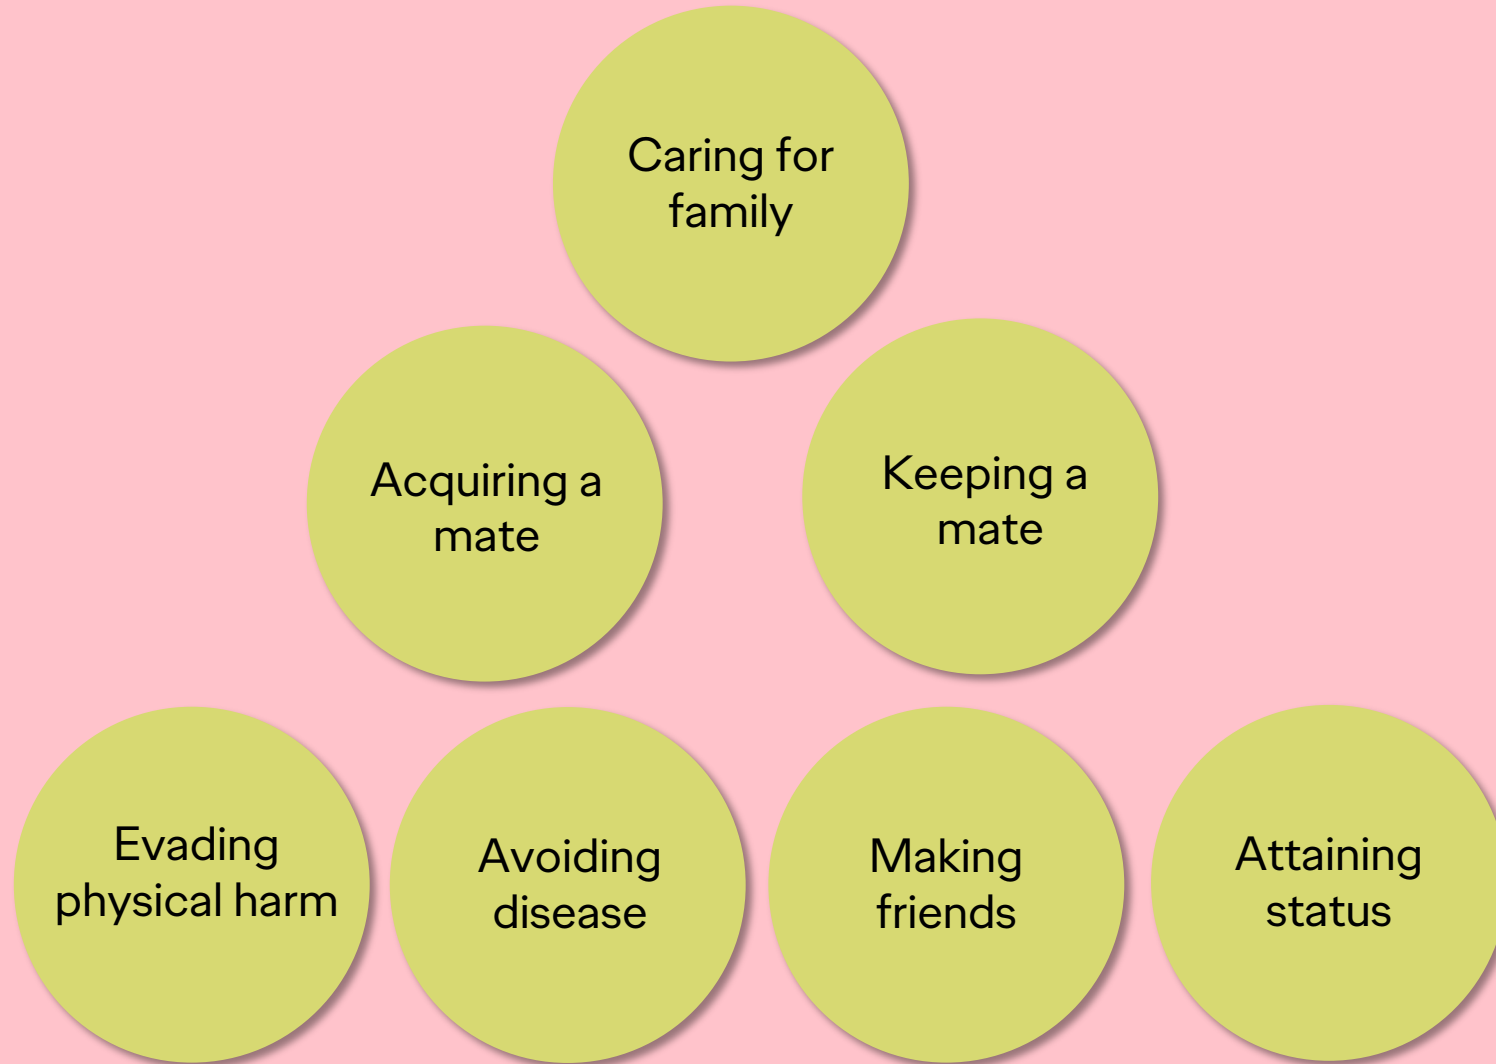 Caring for
family
Acquiring a
mate
Keeping a
mate
Evading
physical harm
Avoiding
disease
Making
friends
Attaining
status